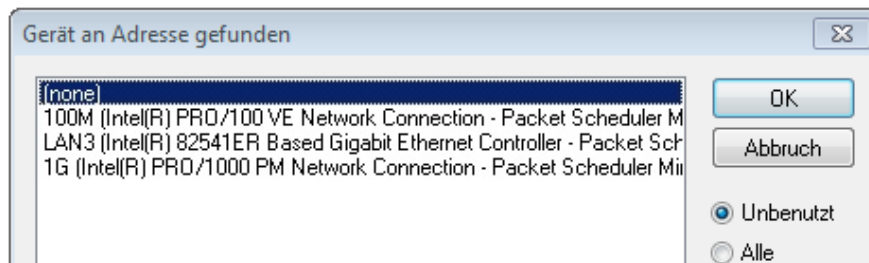 Gerät an Adresse gefunden
(none)
100M (Intel(R) PRO/100 VE Network Connection - Packet Scheduler M
LAN3 (Intel(R) 82541ER Based Gigabit Ethernet Controller - Packet Sch
1G (Intel(R) PRO/1000 PM Network Connection - Packet Scheduler Mi
OK
Abbruch
Unbenutzt
Alle